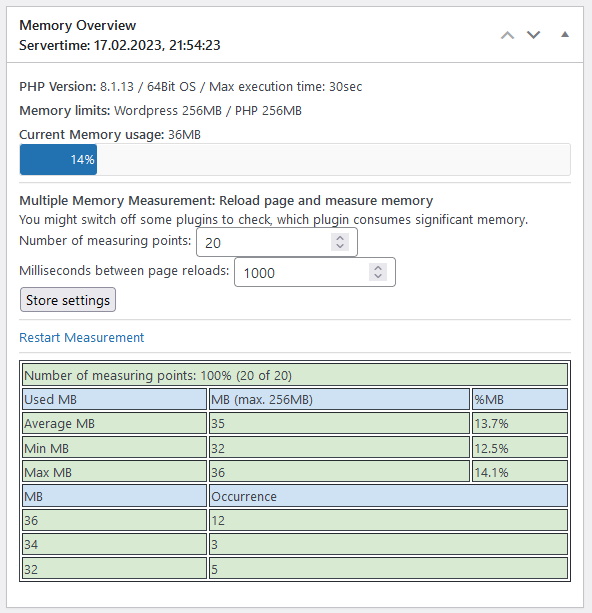 Memory Overview
Servertime: 17.02.2023, 21:54:23
PHP Version: 8.1.13 / 64Bit OS / Max execution time: 30sec
Memory limits: Wordpress 256MB / PHP 256MB
Current Memory usage: 36MB
14%
Multiple Memory Measurement: Reload page and measure memory
You might switch off some plugins to check, which plugin consumes significant memory.
Number of measuring points: 20
Milliseconds between page reloads: 1000
Store settings
Restart Measurement
Number of measuring points: 100% (20 of 20)
Used MB MB (max. 256MB) %MB
Average MB 35 13.7%
Min MB 32 12.5%
Max MB 36 14.1%
MB Occurrence
36 12
34 3
32 5